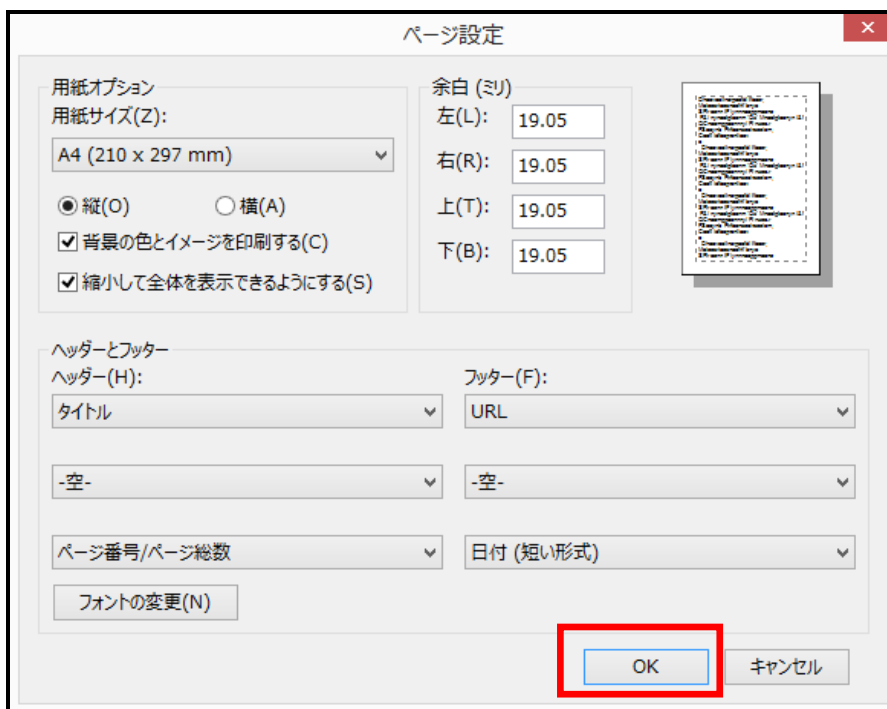 ページ設定
用紙オプション
用紙サイズ(Z):
A4 (210 x 297 mm)
縦(O)
横(A)
背景の色とイメージを印刷する(C)
縮小して全体を表示できるようにする(S)
余白 (ミリ)
左(L):
19.05
右(R):
19.05
上(T):
19.05
下(B):
19.05
ヘッダーとフッター
ヘッダー(H):
フッター(F):
タイトル
URL
-空-
-空-
ページ番号/ページ総数
日付 (短い形式)
フォントの変更(N)
OK
キャンセル